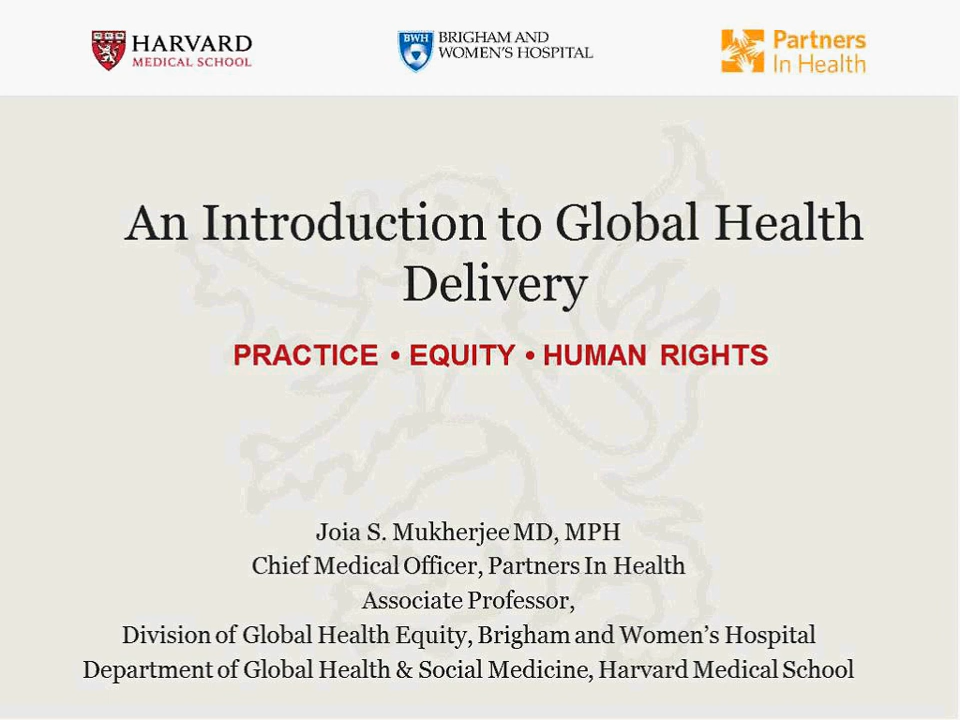 HARVARD
MEDICAL SCHOOL
BWH
BRIGHAM AND
WOMEN'S HOSPITAL
Partners
In Health
An Introduction to Global Health
Delivery
PRACTICE • EQUITY • HUMAN RIGHTS
Joia S. Mukherjee MD, MPH
Chief Medical Officer, Partners In Health
Associate Professor,
Division of Global Health Equity, Brigham and Women's Hospital
Department of Global Health & Social Medicine, Harvard Medical School